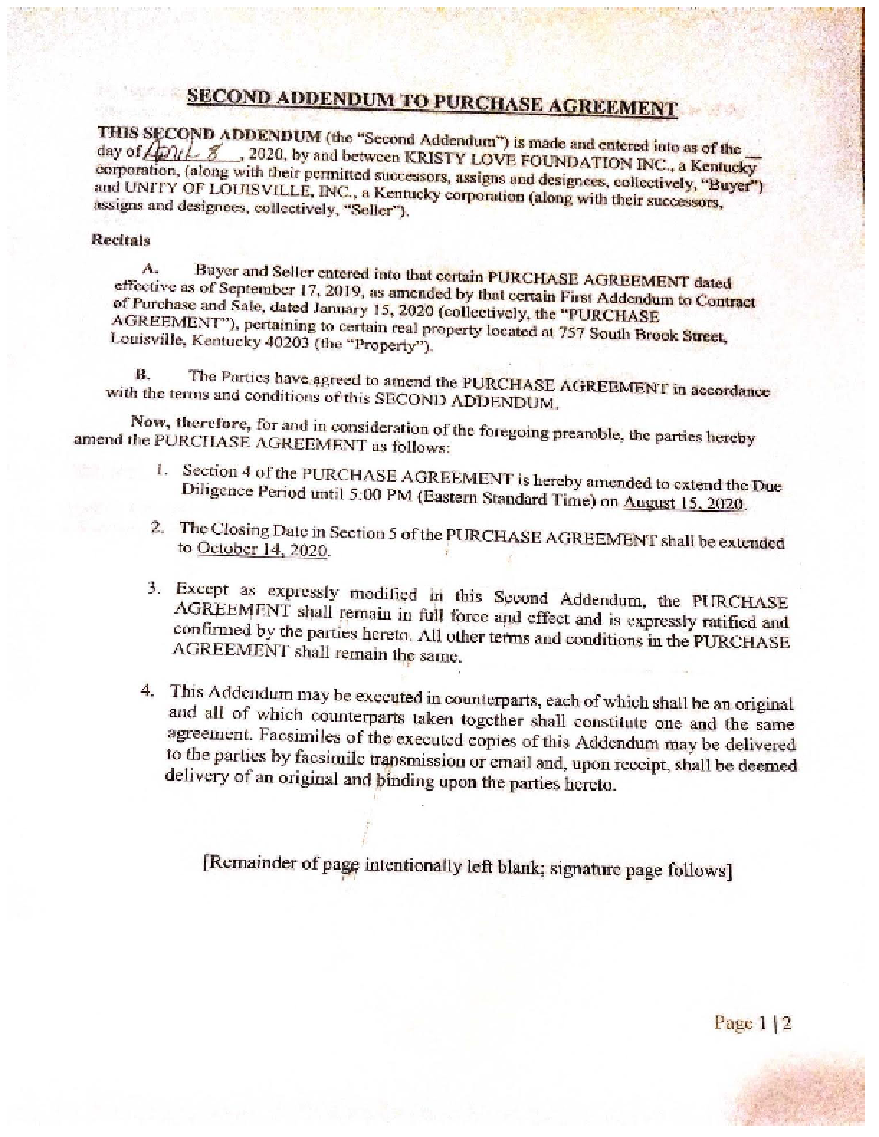 SECOND ADDENDUM TO PURCHASE AGREEMENT
THIS SECOND ADDENDUM (the “Second Addendum”) is made and entered into as of the __
day of April 8 , 2020, by and between KRISTY LOVE FOUNDATION INC., a Kentucky
corporation, (along with their permitted successors, assigns and designees, collectively, “Buyer”)
and UNITY OF LOUISVILLE, INC., a Kentucky corporation (along with their successors,
assigns and designees, collectively, “Seller”).
Recitals
A. Buyer and Seller entered into that certain PURCHASE AGREEMENT dated
effective as of September 17, 2019, as amended by that certain First Addendum to Contract
of Purchase and Sale, dated January 15, 2020 (collectively, the “PURCHASE
AGREEMENT”), pertaining to certain real property located at 757 South Brook Street,
Louisville, Kentucky 40203 (the “Property”).
B. The Parties have agreed to amend the PURCHASE AGREEMENT in accordance
with the terms and conditions of this SECOND ADDENDUM.
Now, therefore, for and in consideration of the foregoing preamble, the parties hereby
amend the PURCHASE AGREEMENT as follows:
1. Section 4 of the PURCHASE AGREEMENT is hereby amended to extend the Due
Diligence Period until 5:00 PM (Eastern Standard Time) on August 15, 2020.
2. The Closing Date in Section 5 of the PURCHASE AGREEMENT shall be extended
to October 14, 2020.
3. Except as expressly modified in this Second Addendum, the PURCHASE
AGREEMENT shall remain in full force and effect and is expressly ratified and
confirmed by the parties hereto. All other terms and conditions in the PURCHASE
AGREEMENT shall remain the same.
4. This Addendum may be executed in counterparts, each of which shall be an original
and all of which counterparts taken together shall constitute one and the same
agreement. Facsimiles of the executed copies of this Addendum may be delivered
to the parties by facsimile transmission or email and, upon receipt, shall be deemed
delivery of an original and binding upon the parties hereto.
[Remainder of page intentionally left blank; signature page follows]
Page 1 | 2